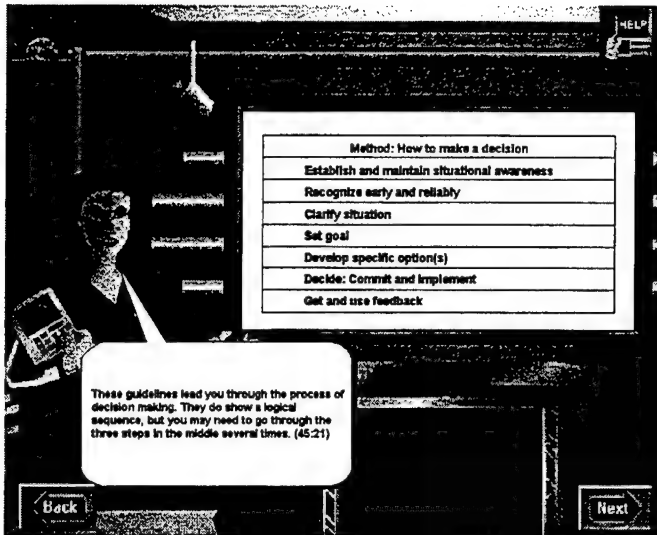 HELP
Method: How to make a decision
Establish and maintain situational awareness
Recognize early and reliably
Clarify situation
Set goal
Develop specific option(s)
Decide: Commit and implement
Get and use feedback
These guidelines lead you through the process of
decision making. They do show a logical
sequence, but you may need to go through the
three steps in the middle several times. (45:21)
Back
Next